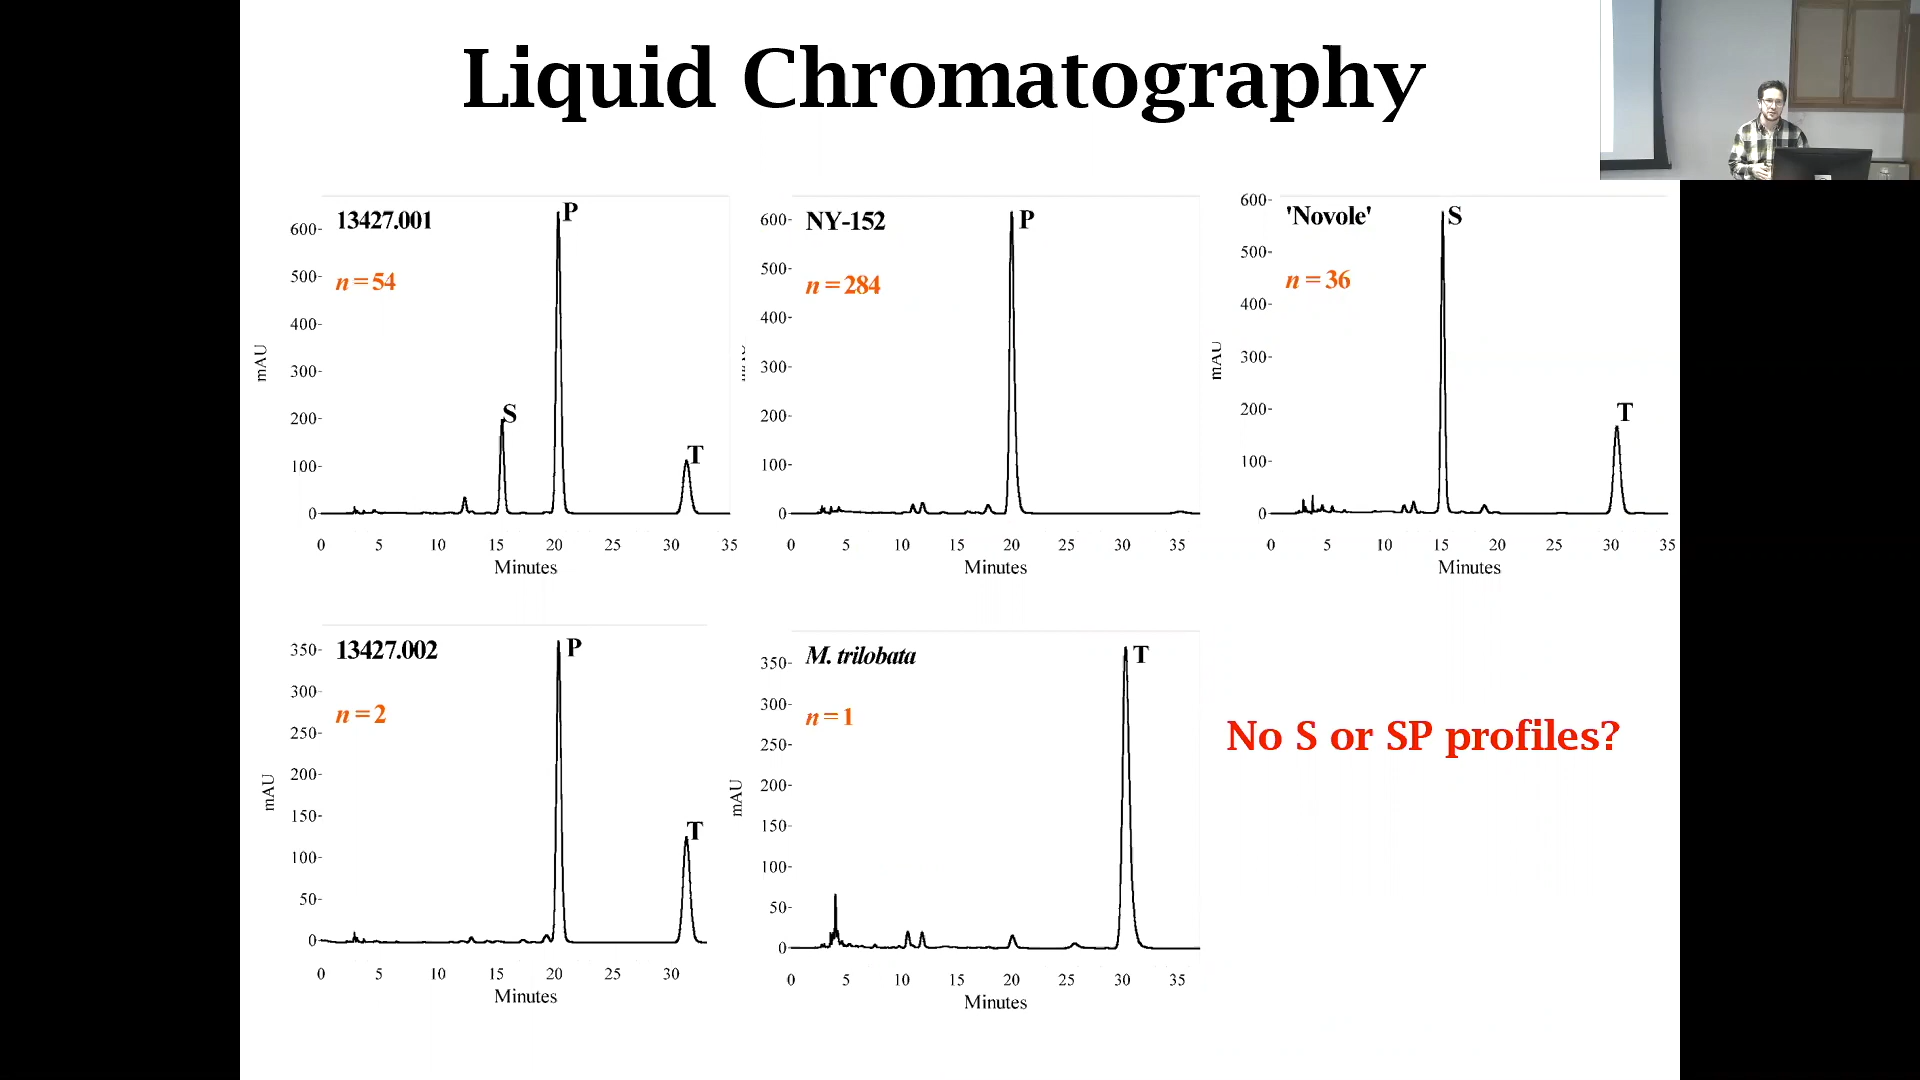 Liquid Chromatography
13427.001
n = 54
P
S
T
600
500
400
300
200
100
0
mAU
0 5 10 15 20 25 30 35
Minutes
NY-152
n = 284
P
600
500
400
300
200
100
0
0 5 10 15 20 25 30 35
Minutes
'Novole'
n = 36
S
T
600
500
400
300
200
100
0
mAU
0 5 10 15 20 25 30 35
Minutes
13427.002
n = 2
P
T
350
300
250
200
150
100
50
0
mAU
0 5 10 15 20 25 30
Minutes
M. trilobata
n = 1
T
350
300
250
200
150
100
50
0
mAU
0 5 10 15 20 25 30 35
Minutes
No S or SP profiles?